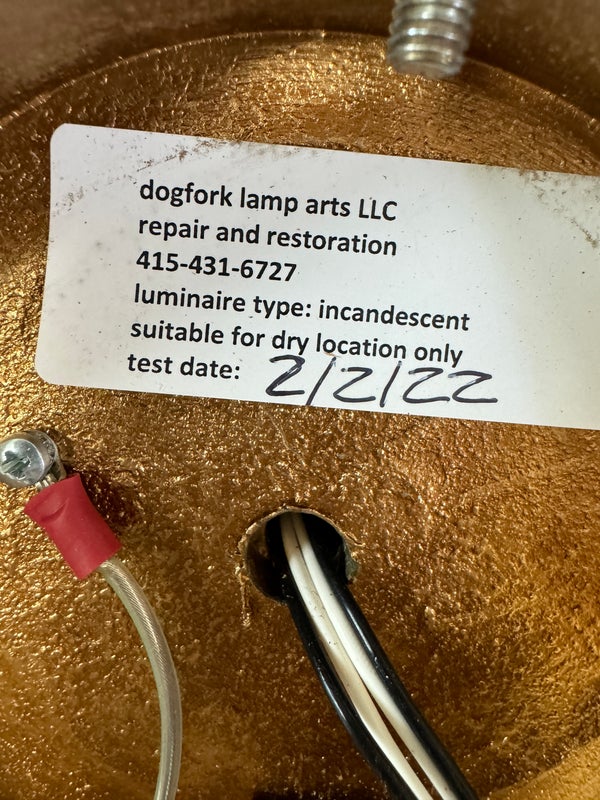 dogfork lamp arts LLC
repair and restoration
415-431-6727
luminaire type: incandescent
suitable for dry location only
test date: 2/2/22